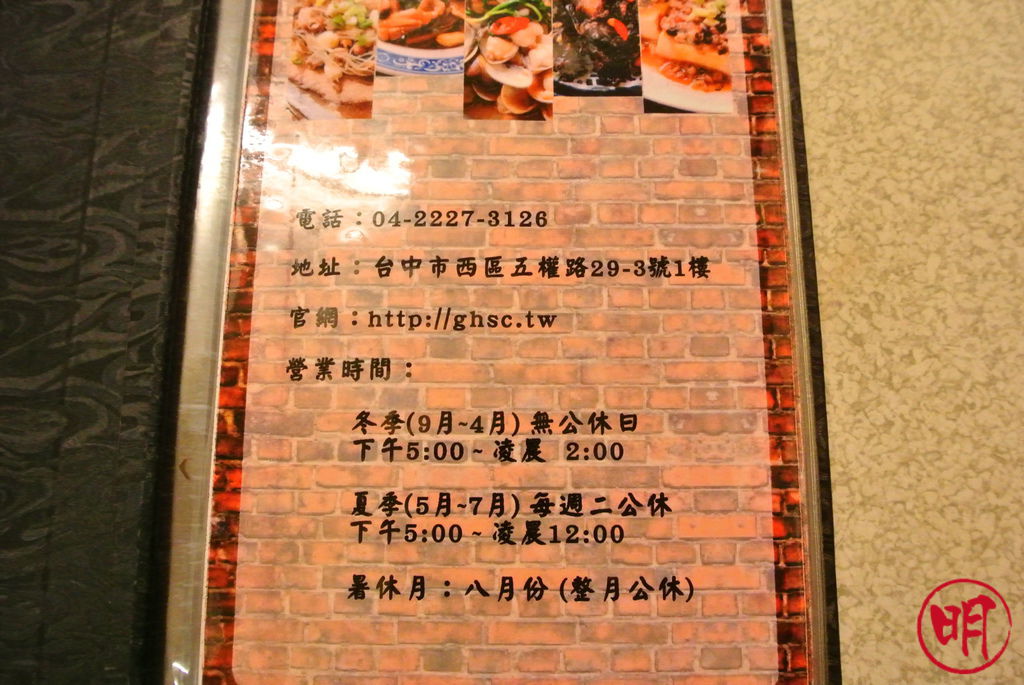 電話：04-2227-3126
地址：台中市西區五權路29-3號1樓
官網：http://ghsc.tw
營業時間：
冬季(9月~4月) 無公休日
下午5:00 ~ 凌晨 2:00
夏季(5月~7月) 每週二公休
下午5:00 ~ 凌晨12:00
暑休月：八月份 (整月公休)
明